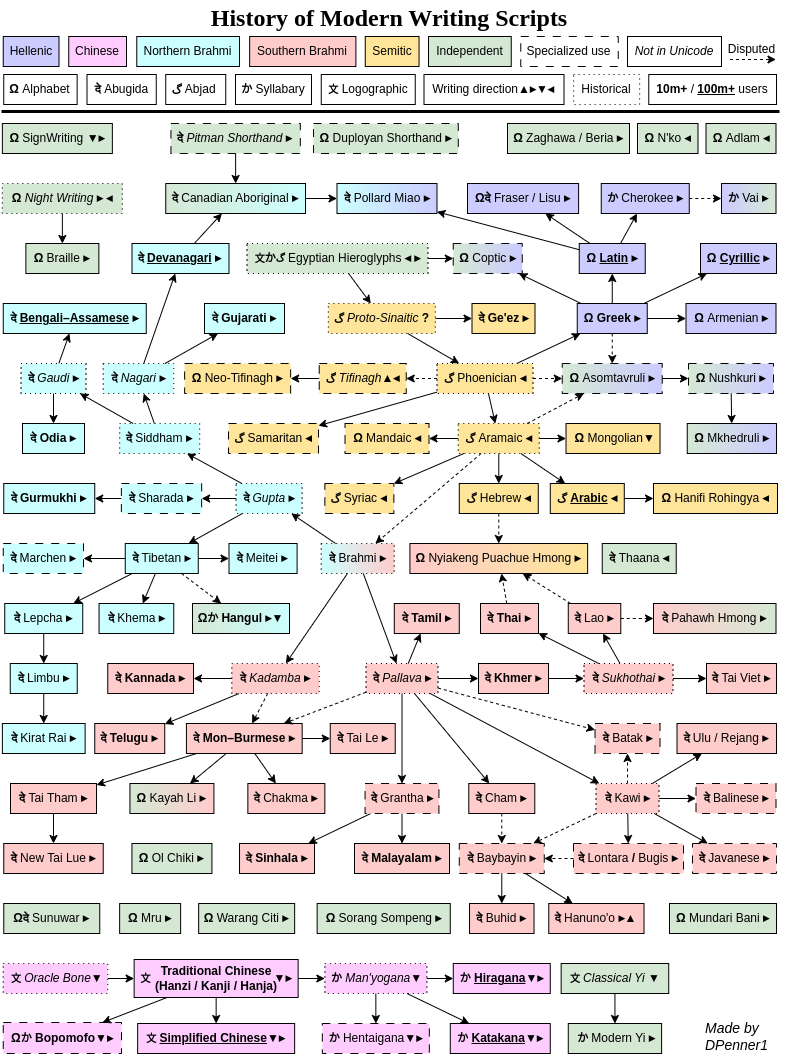 History of Modern Writing Scripts
Hellenic Chinese Northern Brahmi Southern Brahmi Semitic Independent Specialized use Not in Unicode Disputed
Ω Alphabet दे Abugida گ Abjad か Syllabary 文 Logographic Writing direction▲►▼◄ Historical 10m+ / 100m+ users
Ω SignWriting ▼► दे Pitman Shorthand ► Ω Duployan Shorthand ► Ω Zaghawa / Beria ► Ω N'ko ◄ Ω Adlam ◄
Ω Night Writing ►◄ दे Canadian Aboriginal ► दे Pollard Miao ► Ωदे Fraser / Lisu ► か Cherokee ► か Vai ►
Ω Braille ► दे Devanagari ► 文かگ Egyptian Hieroglyphs ◄► Ω Coptic ► Ω Latin ► Ω Cyrillic ►
दे Bengali–Assamese ► दे Gujarati ► گ Proto-Sinaitic ? दे Ge'ez ► Ω Greek ► Ω Armenian ►
दे Gaudi ► दे Nagari ► Ω Neo-Tifinagh ► گ Tifinagh▲◄ گ Phoenician ◄ Ω Asomtavruli ► Ω Nushkuri ►
दे Odia ► दे Siddham ► گ Samaritan ◄ Ω Mandaic ◄ گ Aramaic ◄ Ω Mongolian▼ Ω Mkhedruli ►
दे Gurmukhi ► दे Sharada ► दे Gupta ► گ Syriac ◄ گ Hebrew ◄ گ Arabic ◄ Ω Hanifi Rohingya ◄
दे Marchen ► दे Tibetan ► दे Meitei ► दे Brahmi ► Ω Nyiakeng Puachue Hmong ► दे Thaana ◄
दे Lepcha ► दे Khema ► Ωか Hangul ►▼ दे Tamil ► दे Thai ► दे Lao ► दे Pahawh Hmong ►
दे Limbu ► दे Kannada ► दे Kadamba ► दे Pallava ► दे Khmer ► दे Sukhothai ► दे Tai Viet ►
दे Kirat Rai ► दे Telugu ► दे Mon–Burmese ► दे Tai Le ► दे Batak ► दे Ulu / Rejang ►
दे Tai Tham ► Ω Kayah Li ► दे Chakma ► दे Grantha ► दे Cham ► दे Kawi ► दे Balinese ►
दे New Tai Lue ► Ω Ol Chiki ► दे Sinhala ► दे Malayalam ► दे Baybayin ► दे Lontara / Bugis ► दे Javanese ►
Ωदे Sunuwar ► Ω Mru ► Ω Warang Citi ► Ω Sorang Sompeng ► दे Buhid ► दे Hanuno'o ►▲ Ω Mundari Bani ►
文 Oracle Bone▼ 文 Traditional Chinese ▼► か Man'yogana ▼ か Hiragana ▼► 文 Classical Yi ▼
(Hanzi / Kanji / Hanja)
Ωか Bopomofo▼► 文 Simplified Chinese▼► か Hentaigana▼► か Katakana▼► か Modern Yi ►
Made by
DPenner1